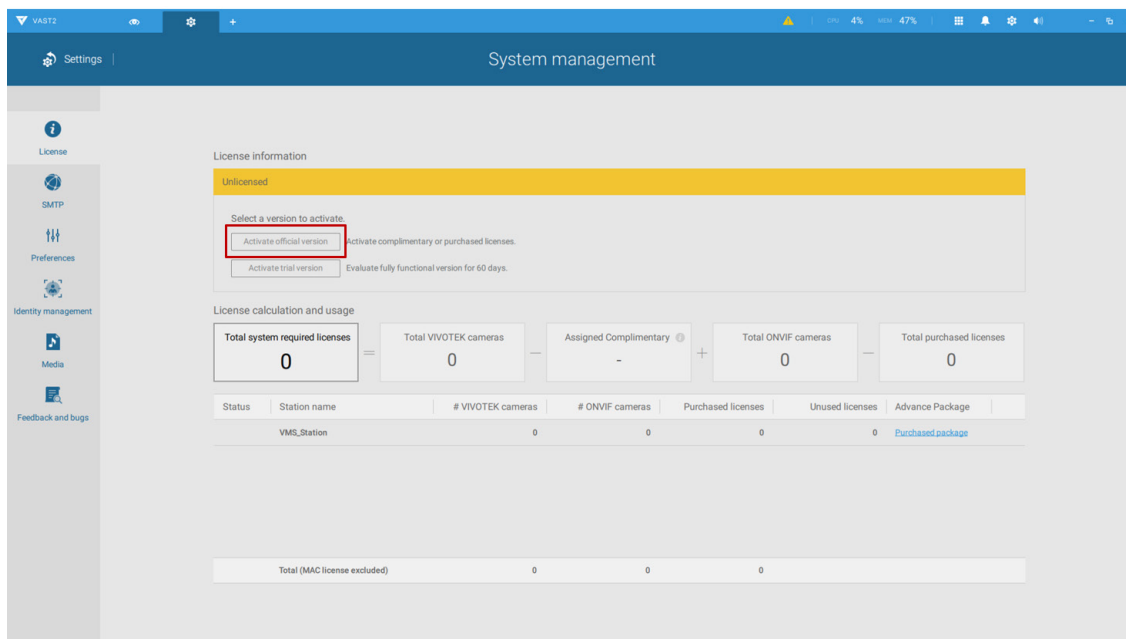 VAST2
CPU 4% MEM 47%
Settings
System management
License
SMTP
Preferences
Identity management
Media
Feedback and bugs
License information
Unlicensed
Select a version to activate.
Activate official version Activate complimentary or purchased licenses.
Activate trial version Evaluate fully functional version for 60 days.
License calculation and usage
Total system required licenses = Total VIVOTEK cameras — Assigned Complimentary + Total ONVIF cameras — Total purchased licenses
0 0 - 0 0
Status Station name # VIVOTEK cameras # ONVIF cameras Purchased licenses Unused licenses Advance Package
VMS_Station 0 0 0 0 Purchased package
Total (MAC license excluded) 0 0 0